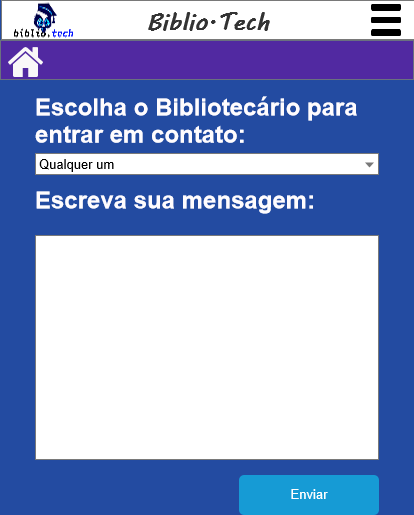 biblio.tech
Biblio·Tech
Escolha o Bibliotecário para
entrar em contato:
Qualquer um
Escreva sua mensagem:
Enviar